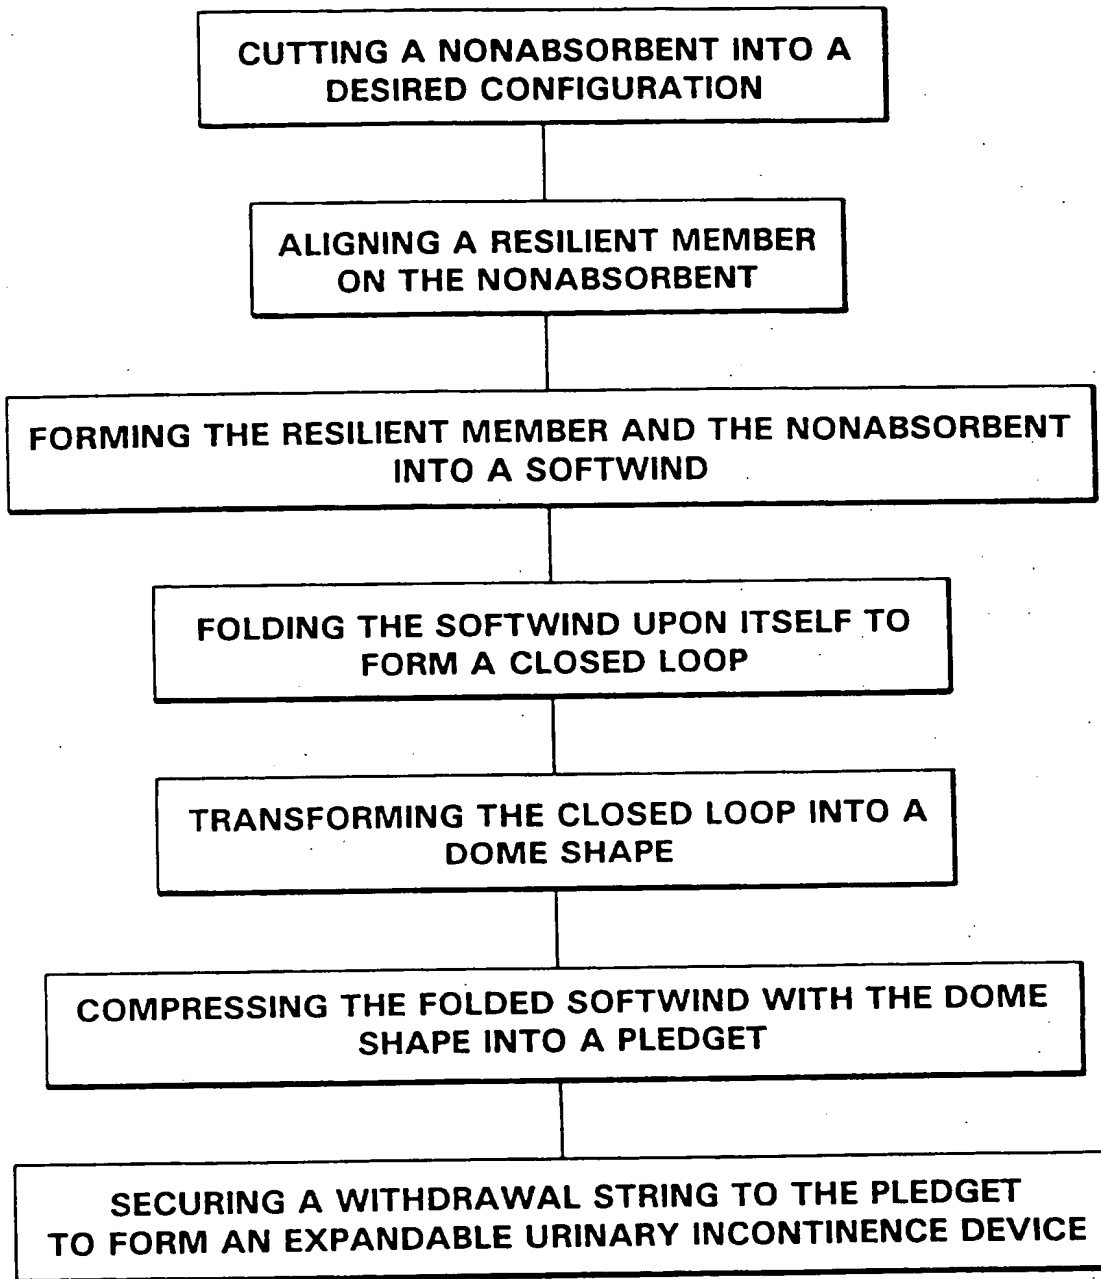 CUTTING A NONABSORBENT INTO A
DESIRED CONFIGURATION
ALIGNING A RESILIENT MEMBER
ON THE NONABSORBENT
FORMING THE RESILIENT MEMBER AND THE NONABSORBENT
INTO A SOFTWIND
FOLDING THE SOFTWIND UPON ITSELF TO
FORM A CLOSED LOOP
TRANSFORMING THE CLOSED LOOP INTO A
DOME SHAPE
COMPRESSING THE FOLDED SOFTWIND WITH THE DOME
SHAPE INTO A PLEDGET
SECURING A WITHDRAWAL STRING TO THE PLEDGET
TO FORM AN EXPANDABLE URINARY INCONTINENCE DEVICE